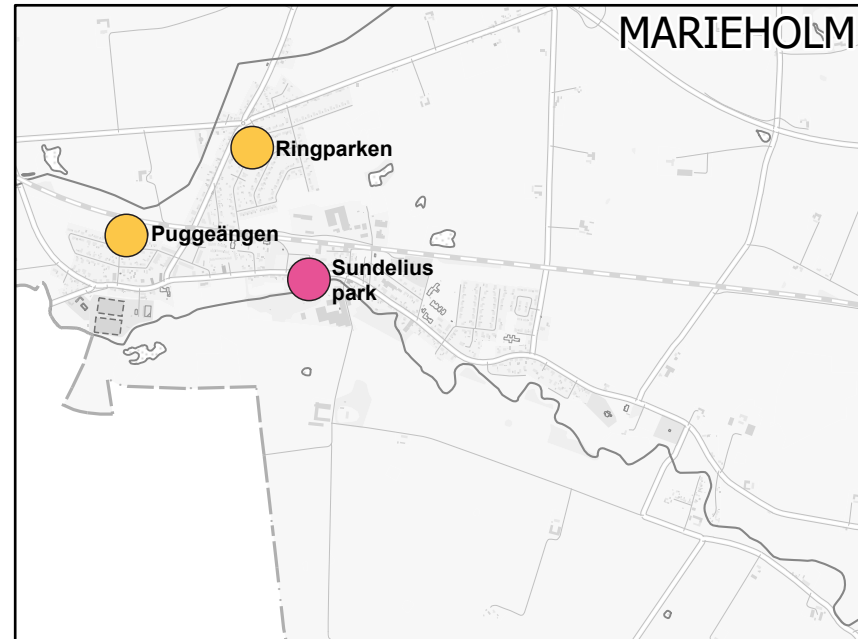 MARIEHOLM
Ringparken
Puggeängen
Sundelius
park